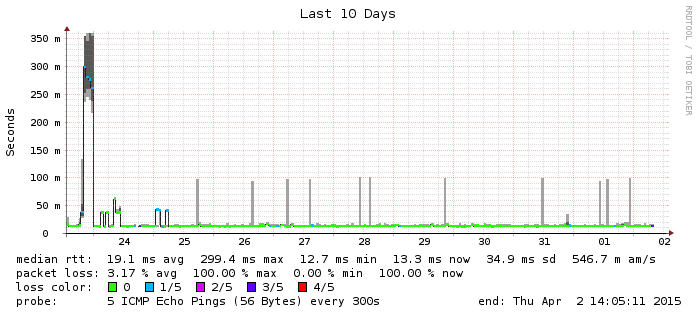 Last 10 Days
RRDTOOL / TOBI OETIKER
Seconds
350 m
300 m
250 m
200 m
150 m
100 m
50 m
0
24 25 26 27 28 29 30 31 01 02
median rtt: 19.1 ms avg 299.4 ms max 12.7 ms min 13.3 ms now 34.9 ms sd 546.7 m am/s
packet loss: 3.17 % avg 100.00 % max 0.00 % min 100.00 % now
loss color: 0 1/5 2/5 3/5 4/5
probe: 5 ICMP Echo Pings (56 Bytes) every 300s end: Thu Apr 2 14:05:11 2015